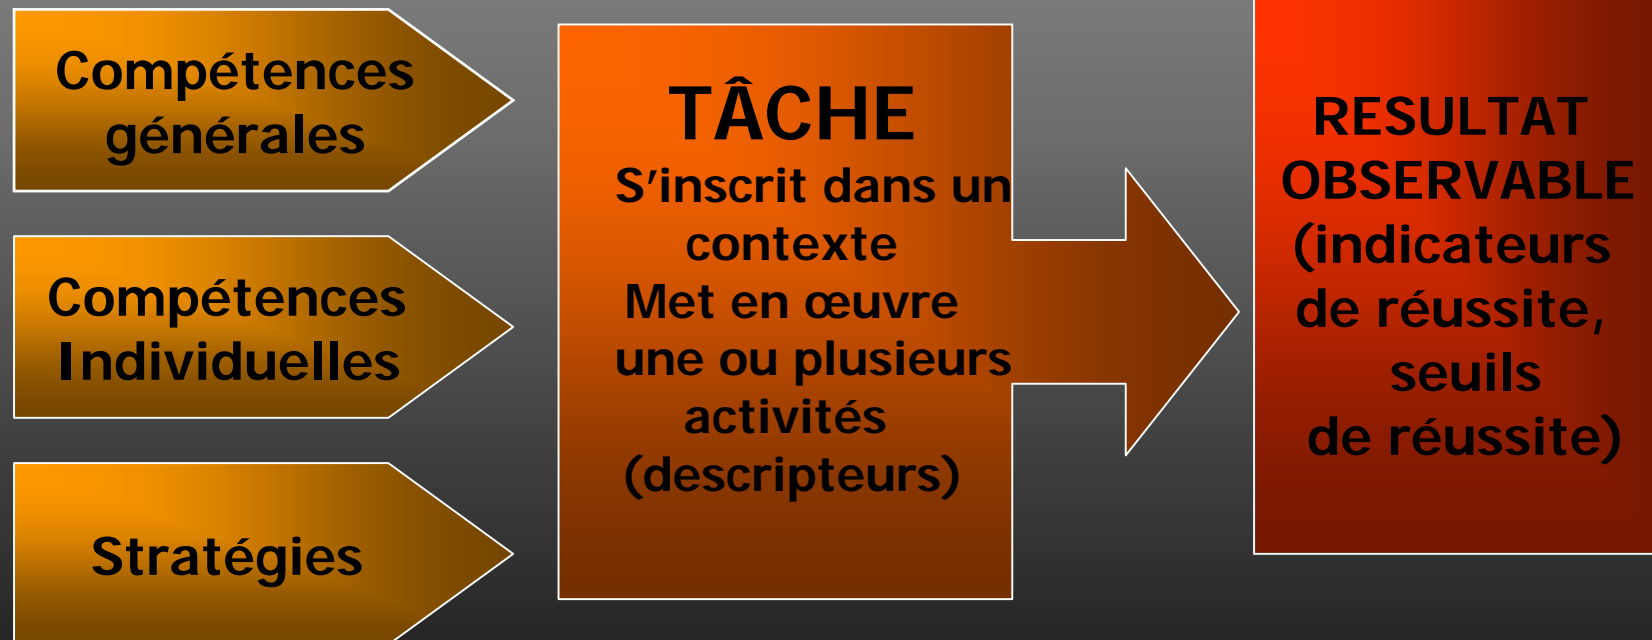 Compétences
générales
Compétences
Individuelles
Stratégies
TÂCHE
S’inscrit dans un
contexte
Met en œuvre
une ou plusieurs
activités
(descripteurs)
RESULTAT
OBSERVABLE
(indicateurs
de réussite,
seuils
de réussite)